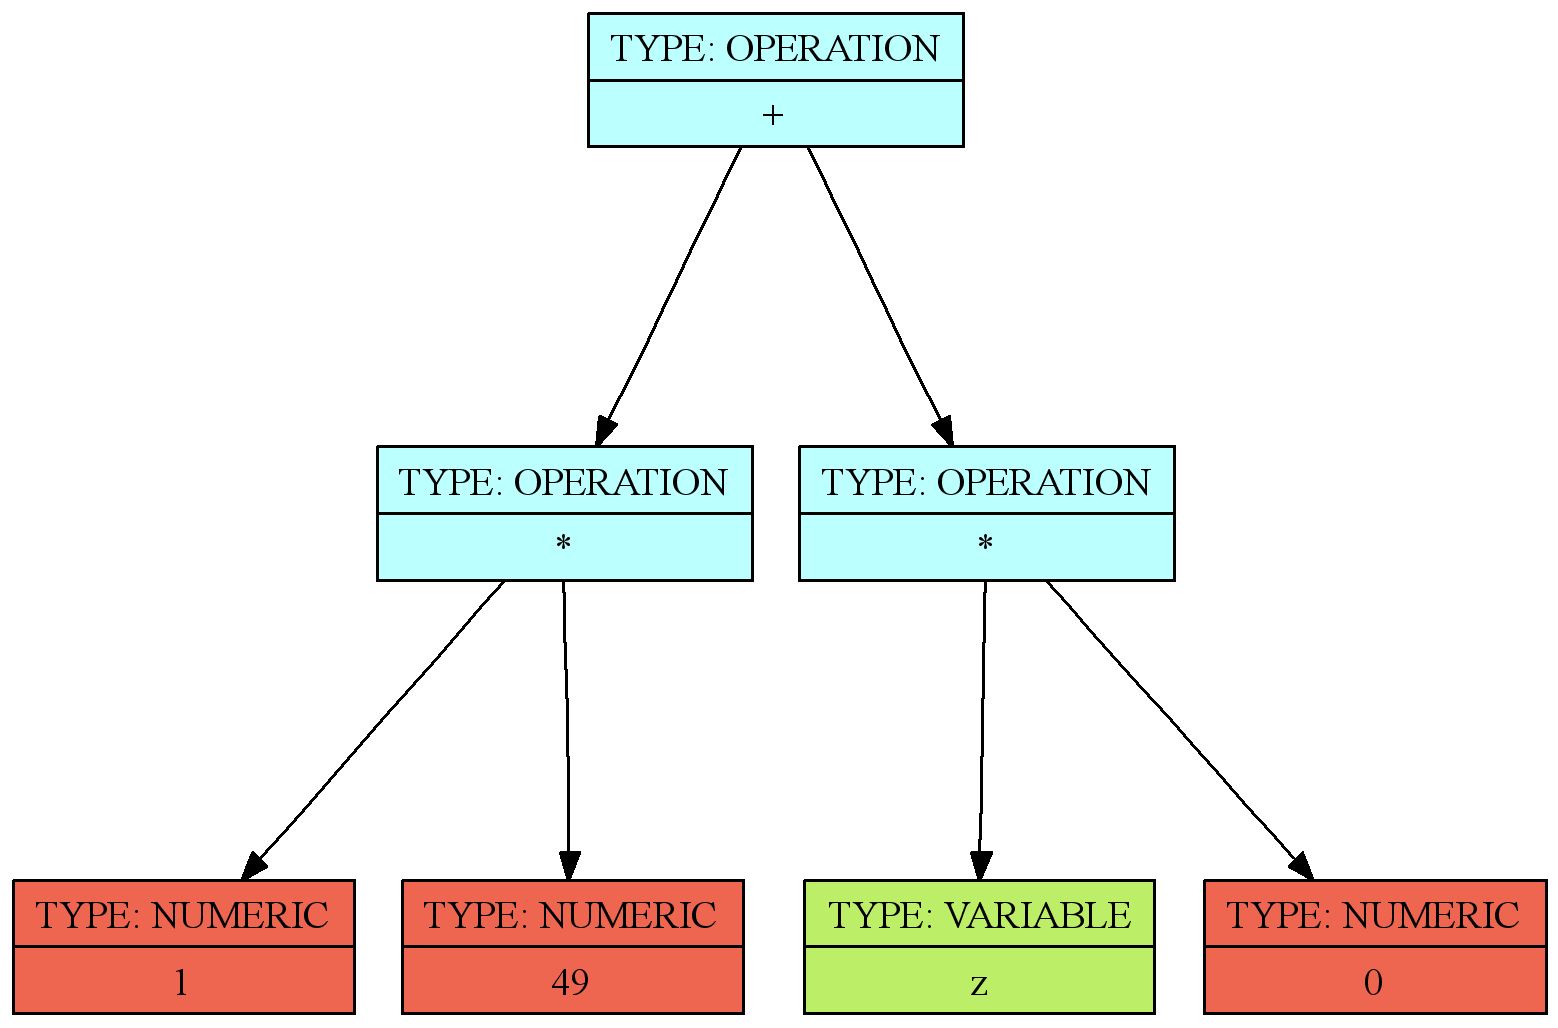 TYPE: OPERATION
+
TYPE: OPERATION
*
TYPE: OPERATION
*
TYPE: NUMERIC
1
TYPE: NUMERIC
49
TYPE: VARIABLE
z
TYPE: NUMERIC
0